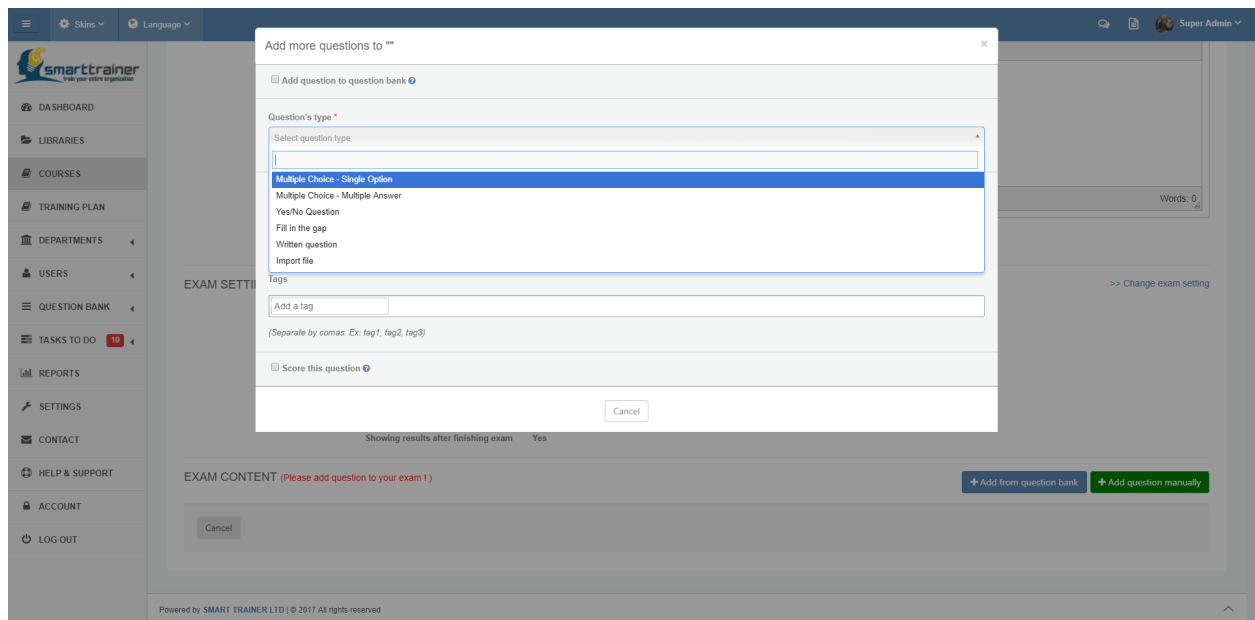 Skins
Language
Super Admin
smarttrainer
train your entire organization
DASHBOARD
LIBRARIES
COURSES
TRAINING PLAN
DEPARTMENTS
USERS
QUESTION BANK
TASKS TO DO 10
REPORTS
SETTINGS
CONTACT
HELP & SUPPORT
ACCOUNT
LOG OUT
Add more questions to "" ×
Add question to question bank
Question's type *
Select question type
Multiple Choice - Single Option
Multiple Choice - Multiple Answer
Yes/No Question
Fill in the gap
Written question
Import file
Tags
Add a tag
(Separate by comas. Ex: tag1, tag2, tag3)
Score this question
Cancel
Words: 0
EXAM SETTI
>> Change exam setting
Showing results after finishing exam Yes
EXAM CONTENT (Please add question to your exam ! )
+ Add from question bank
+ Add question manually
Cancel
Powered by SMART TRAINER LTD | © 2017 All rights reserved